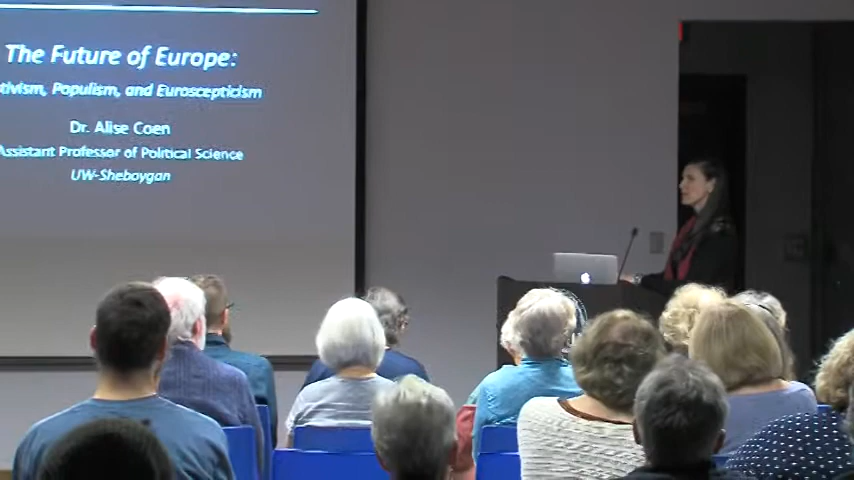 The Future of Europe:
tivism, Populism, and Euroscepticism
Dr. Alise Coen
Assistant Professor of Political Science
UW-Sheboygan